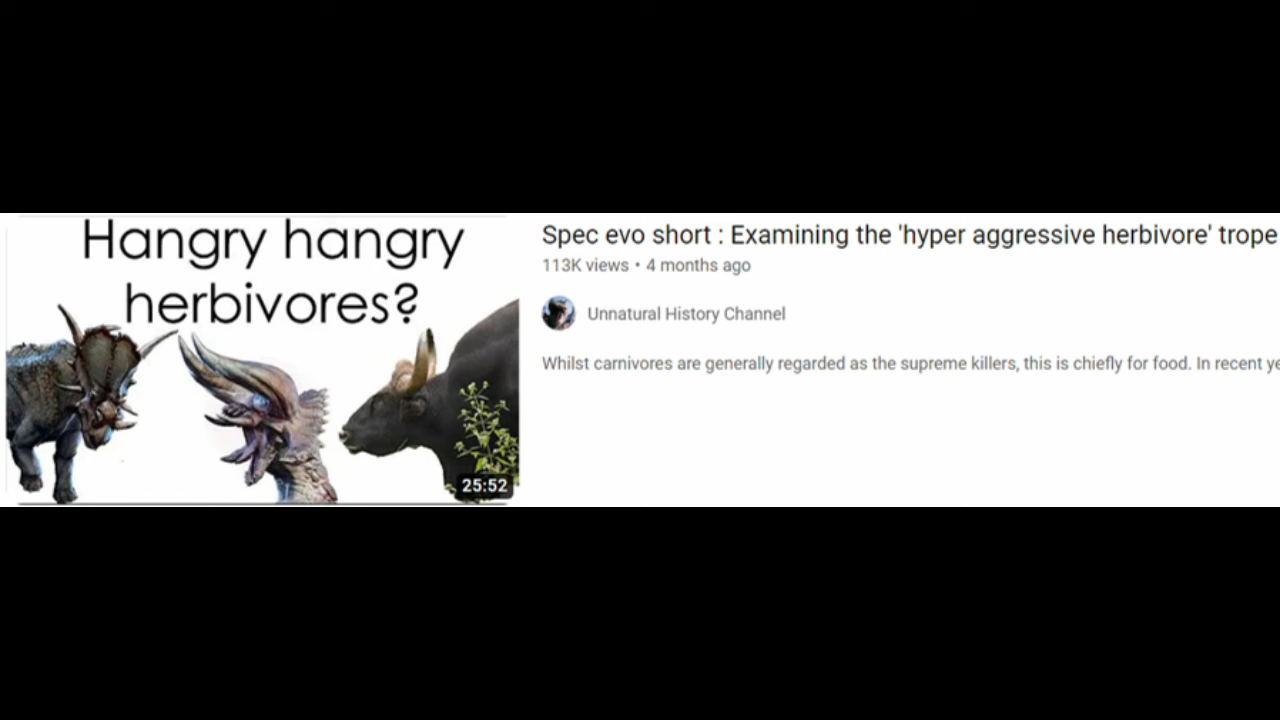 Hangry hangry
herbivores?
25:52
Spec evo short : Examining the 'hyper aggressive herbivore' trope
113K views • 4 months ago
Unnatural History Channel
Whilst carnivores are generally regarded as the supreme killers, this is chiefly for food. In recent ye